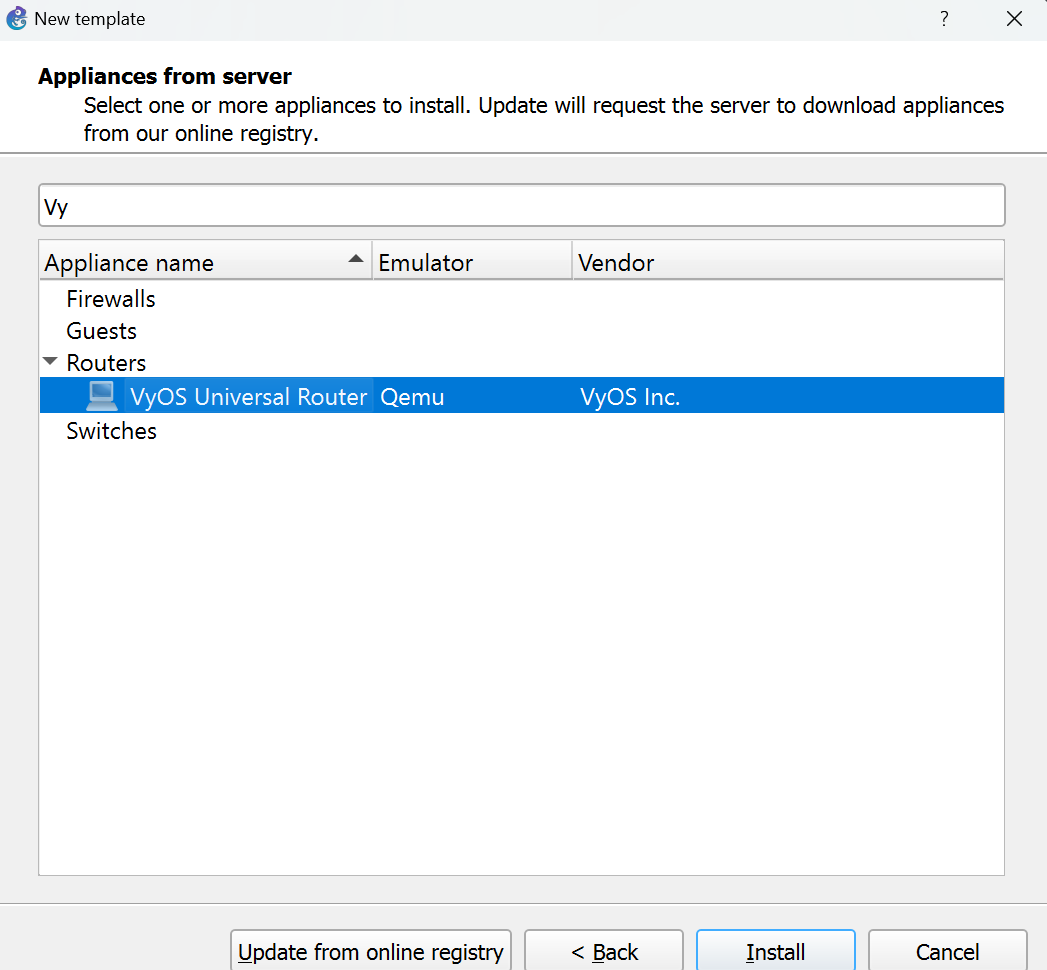 New template
?
Appliances from server
Select one or more appliances to install. Update will request the server to download appliances
from our online registry.
Vy
Appliance name Emulator Vendor
Firewalls
Guests
Routers
VyOS Universal Router Qemu VyOS Inc.
Switches
Update from online registry < Back Install Cancel